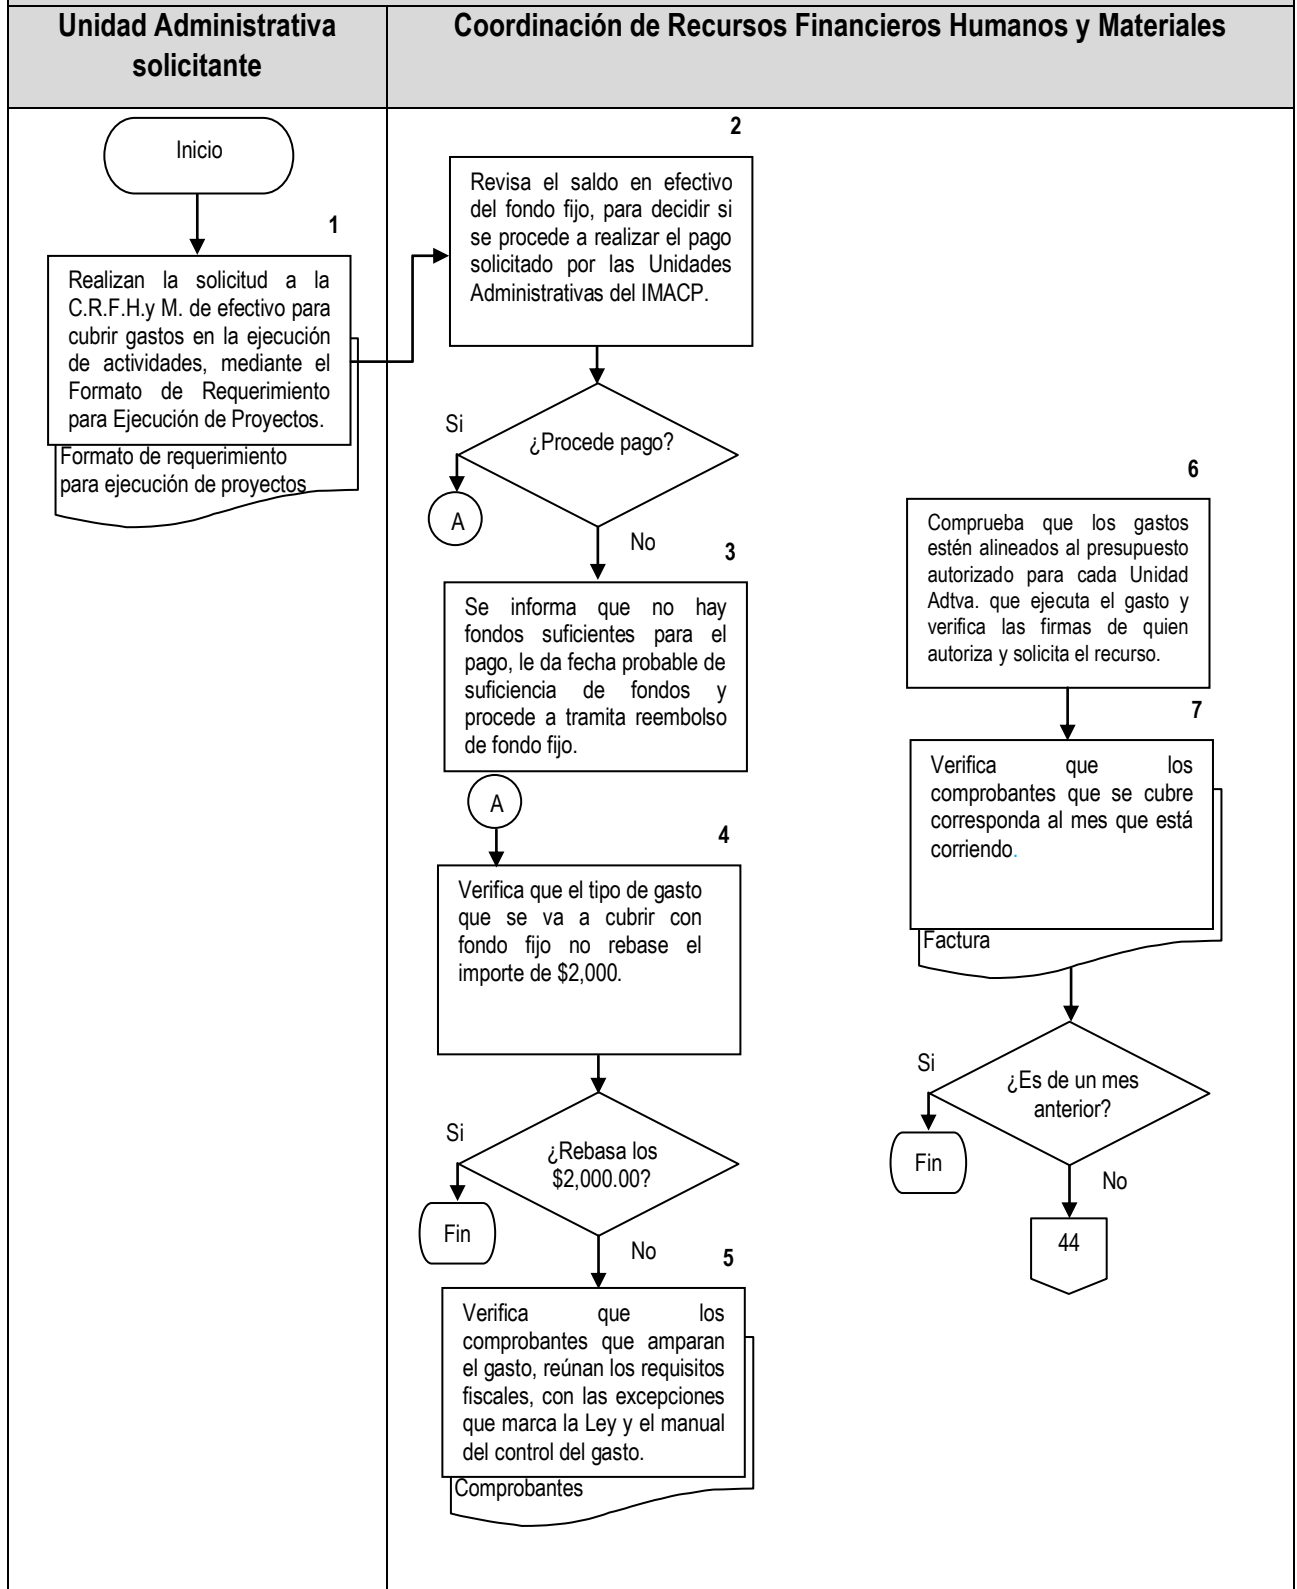 Unidad Administrativa
solicitante
Coordinación de Recursos Financieros Humanos y Materiales
Inicio
1
Realizan la solicitud a la
C.R.F.H.y M. de efectivo para
cubrir gastos en la ejecución
de actividades, mediante el
Formato de Requerimiento
para Ejecución de Proyectos.
Formato de requerimiento
para ejecución de proyectos
2
Revisa el saldo en efectivo
del fondo fijo, para decidir si
se procede a realizar el pago
solicitado por las Unidades
Administrativas del IMACP.
Si
¿Procede pago?
A
No
3
Se informa que no hay
fondos suficientes para el
pago, le da fecha probable de
suficiencia de fondos y
procede a tramita reembolso
de fondo fijo.
A
4
Verifica que el tipo de gasto
que se va a cubrir con
fondo fijo no rebase el
importe de $2,000.
Si
¿Rebasa los
$2,000.00?
Fin
No
5
Verifica que los
comprobantes que amparan
el gasto, reúnan los requisitos
fiscales, con las excepciones
que marca la Ley y el manual
del control del gasto.
Comprobantes
6
Comprueba que los gastos
estén alineados al presupuesto
autorizado para cada Unidad
Adtva. que ejecuta el gasto y
verifica las firmas de quien
autoriza y solicita el recurso.
7
Verifica que los
comprobantes que se cubre
corresponda al mes que está
corriendo.
Factura
Si
¿Es de un mes
anterior?
Fin
No
44